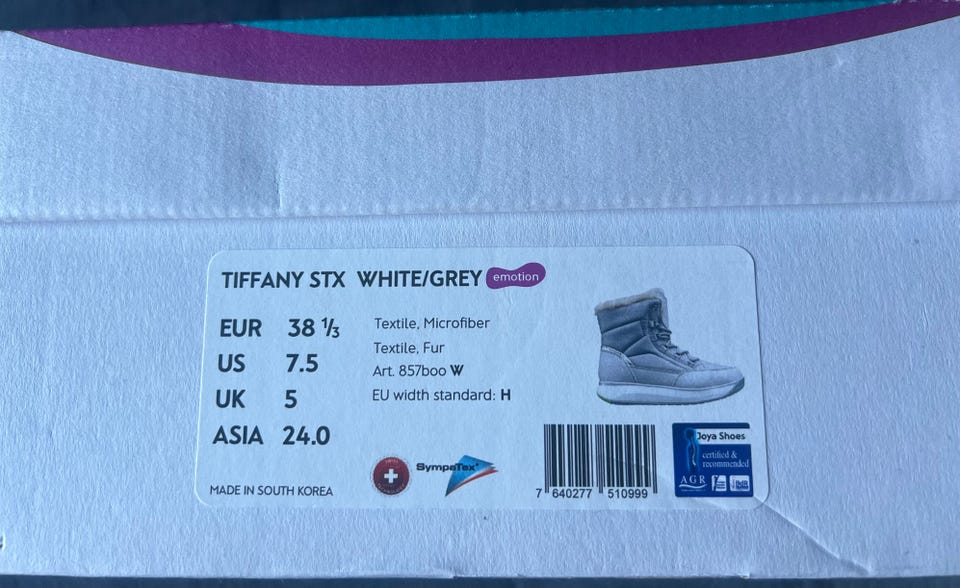 TIFFANY STX WHITE/GREY emotion
EUR 38 1/3
US 7.5
UK 5
ASIA 24.0
Textile, Microfiber
Textile, Fur
Art. 857boo W
EU width standard: H
SympaTex®
MADE IN SOUTH KOREA
7 640277 510999
Joya Shoes
certified &
recommended
AGR